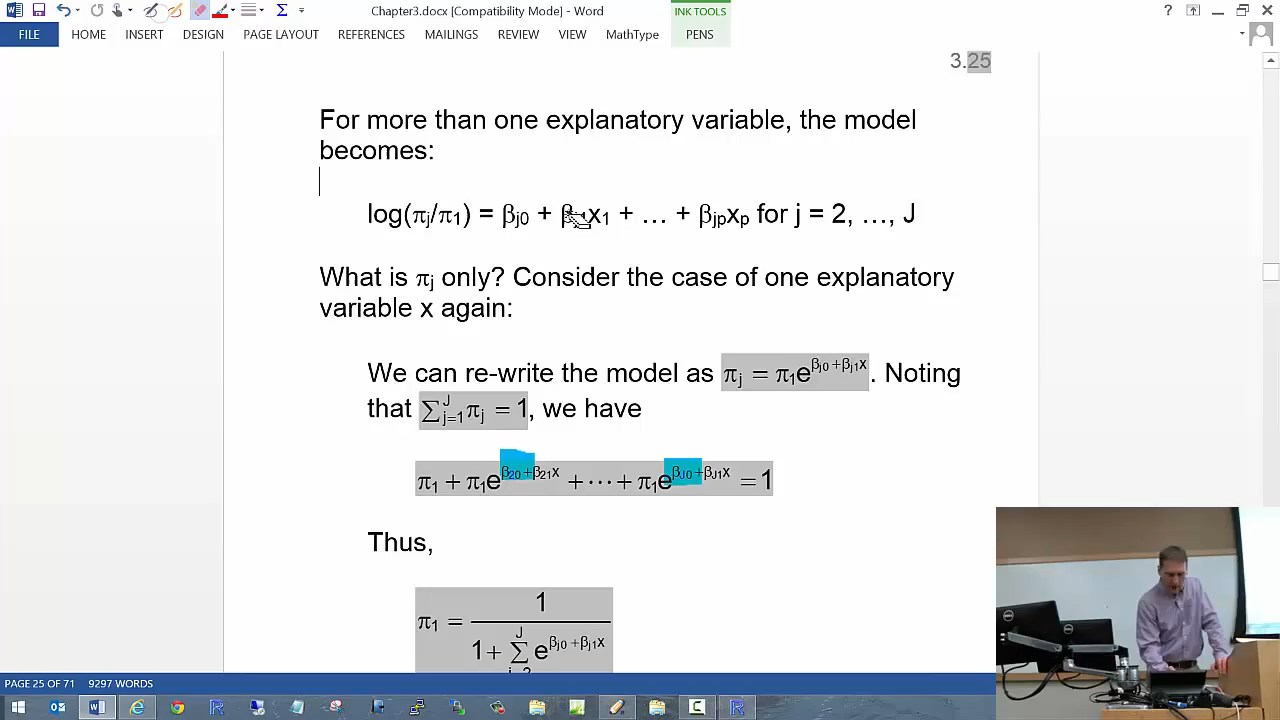 Chapter3.docx [Compatibility Mode] - Word
INK TOOLS
FILE HOME INSERT DESIGN PAGE LAYOUT REFERENCES MAILINGS REVIEW VIEW MathType PENS
3.25
For more than one explanatory variable, the model
becomes:
log(πj/π1) = βj0 + βj1x1 + … + βjpxp for j = 2, …, J
What is πj only? Consider the case of one explanatory
variable x again:
We can re-write the model as πj = π1e^(βj0+βj1x). Noting
that ∑_{j=1}^{J} πj = 1, we have
π1 + π1e^(β20+β21x) + ⋯ + π1e^(βJ0+βJ1x) = 1
Thus,
π1 = 1 / (1 + ∑_{j=2}^{J} e^(βj0+βj1x))
PAGE 25 OF 71 9297 WORDS